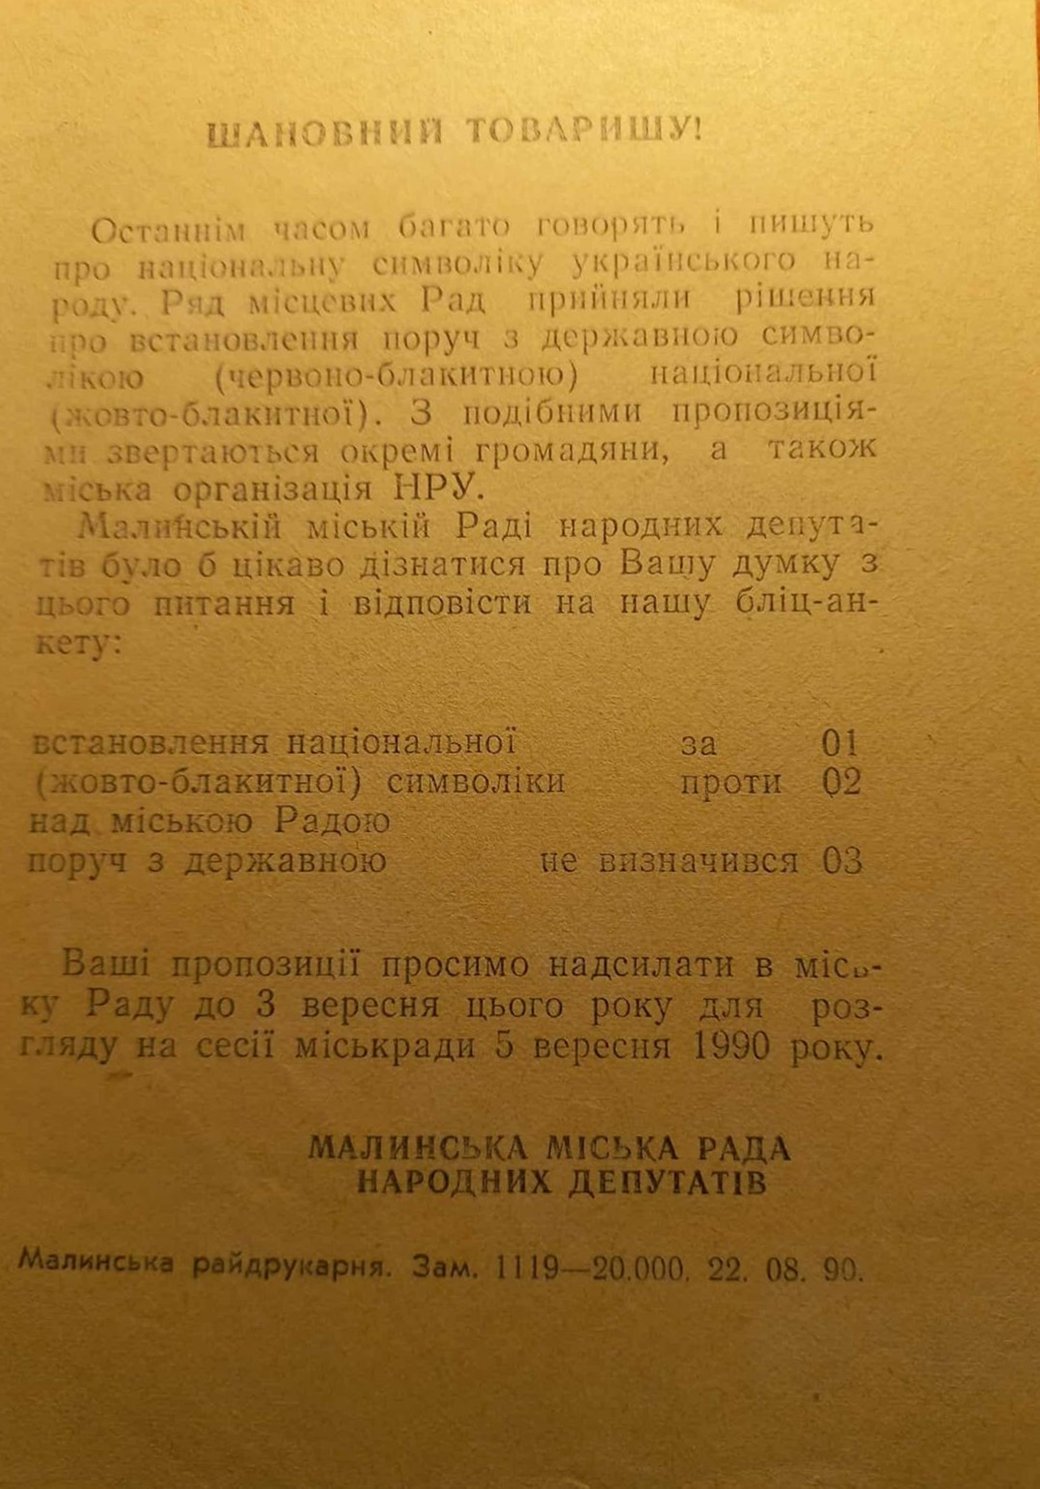 ШАНОВНИЙ ТОВАРИШУ!
Останнім часом багато говорять і пишуть
про національну символіку українського на-
роду. Ряд місцевих Рад прийняли рішення
про встановлення поруч з державною симво-
лікою (червоно-блакитною) національної
(жовто-блакитної). З подібними пропозиція-
ми звертаються окремі громадяни, а також
міська організація НРУ.
Малинській міській Раді народних депута-
тів було б цікаво дізнатися про Вашу думку з
цього питання і відповісти на нашу бліц-ан-
кету:
встановлення національної за 01
(жовто-блакитної) символіки проти 02
над міською Радою
поруч з державною не визначився 03
Ваші пропозиції просимо надсилати в місь-
ку Раду до 3 вересня цього року для роз-
гляду на сесії міськради 5 вересня 1990 року.
МАЛИНСЬКА МІСЬКА РАДА
НАРОДНИХ ДЕПУТАТІВ
Малинська райдрукарня. Зам. 1119—20.000. 22. 08. 90.